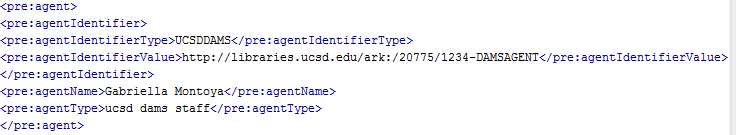 <pre:agent>
<pre:agentIdentifier>
<pre:agentIdentifierType>UCSDDAMS</pre:agentIdentifierType>
<pre:agentIdentifierValue>http://libraries.ucsd.edu/ark:/20775/1234-DAMSAGENT</pre:agentIdentifierValue>
</pre:agentIdentifier>
<pre:agentName>Gabriella Montoya</pre:agentName>
<pre:agentType>ucsd dams staff</pre:agentType>
</pre:agent>